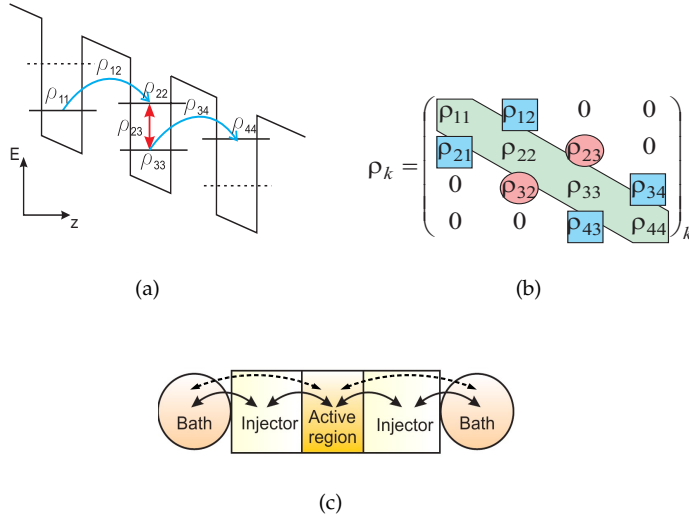 ρ₁₂
ρ₁₁
ρ₂₂
ρ₂₃
ρ₃₄
ρ₄₄
ρ₃₃
E
z
(a)
ρₖ =
ρ₁₁ ρ₁₂ 0 0
ρ₂₁ ρ₂₂ ρ₂₃ 0
0 ρ₃₂ ρ₃₃ ρ₃₄
0 0 ρ₄₃ ρ₄₄
k
(b)
Bath
Injector
Active
region
Injector
Bath
(c)